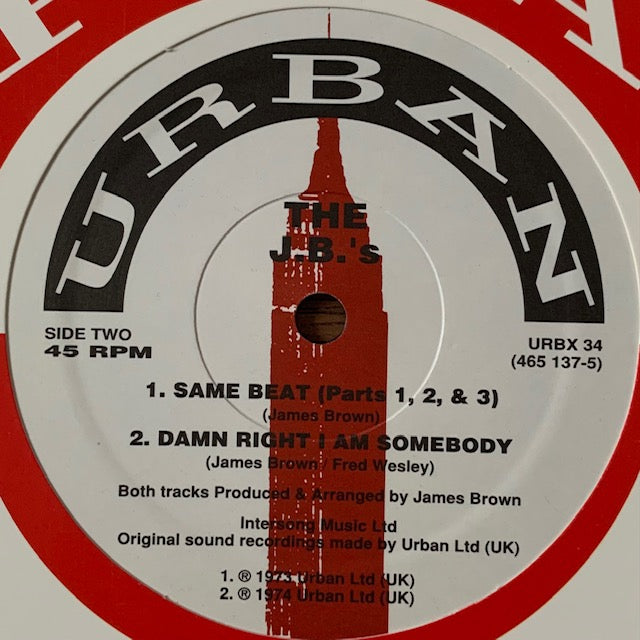 URBAN
THE
J.B.'s
SIDE TWO
45 RPM
URBX 34
(465 137-5)
1. SAME BEAT (Parts 1, 2, & 3)
(James Brown)
2. DAMN RIGHT I AM SOMEBODY
(James Brown / Fred Wesley)
Both tracks Produced & Arranged by James Brown
Intersong Music Ltd
Original sound recordings made by Urban Ltd (UK)
1. ℗ 1973 Urban Ltd (UK)
2. ℗ 1974 Urban Ltd (UK)